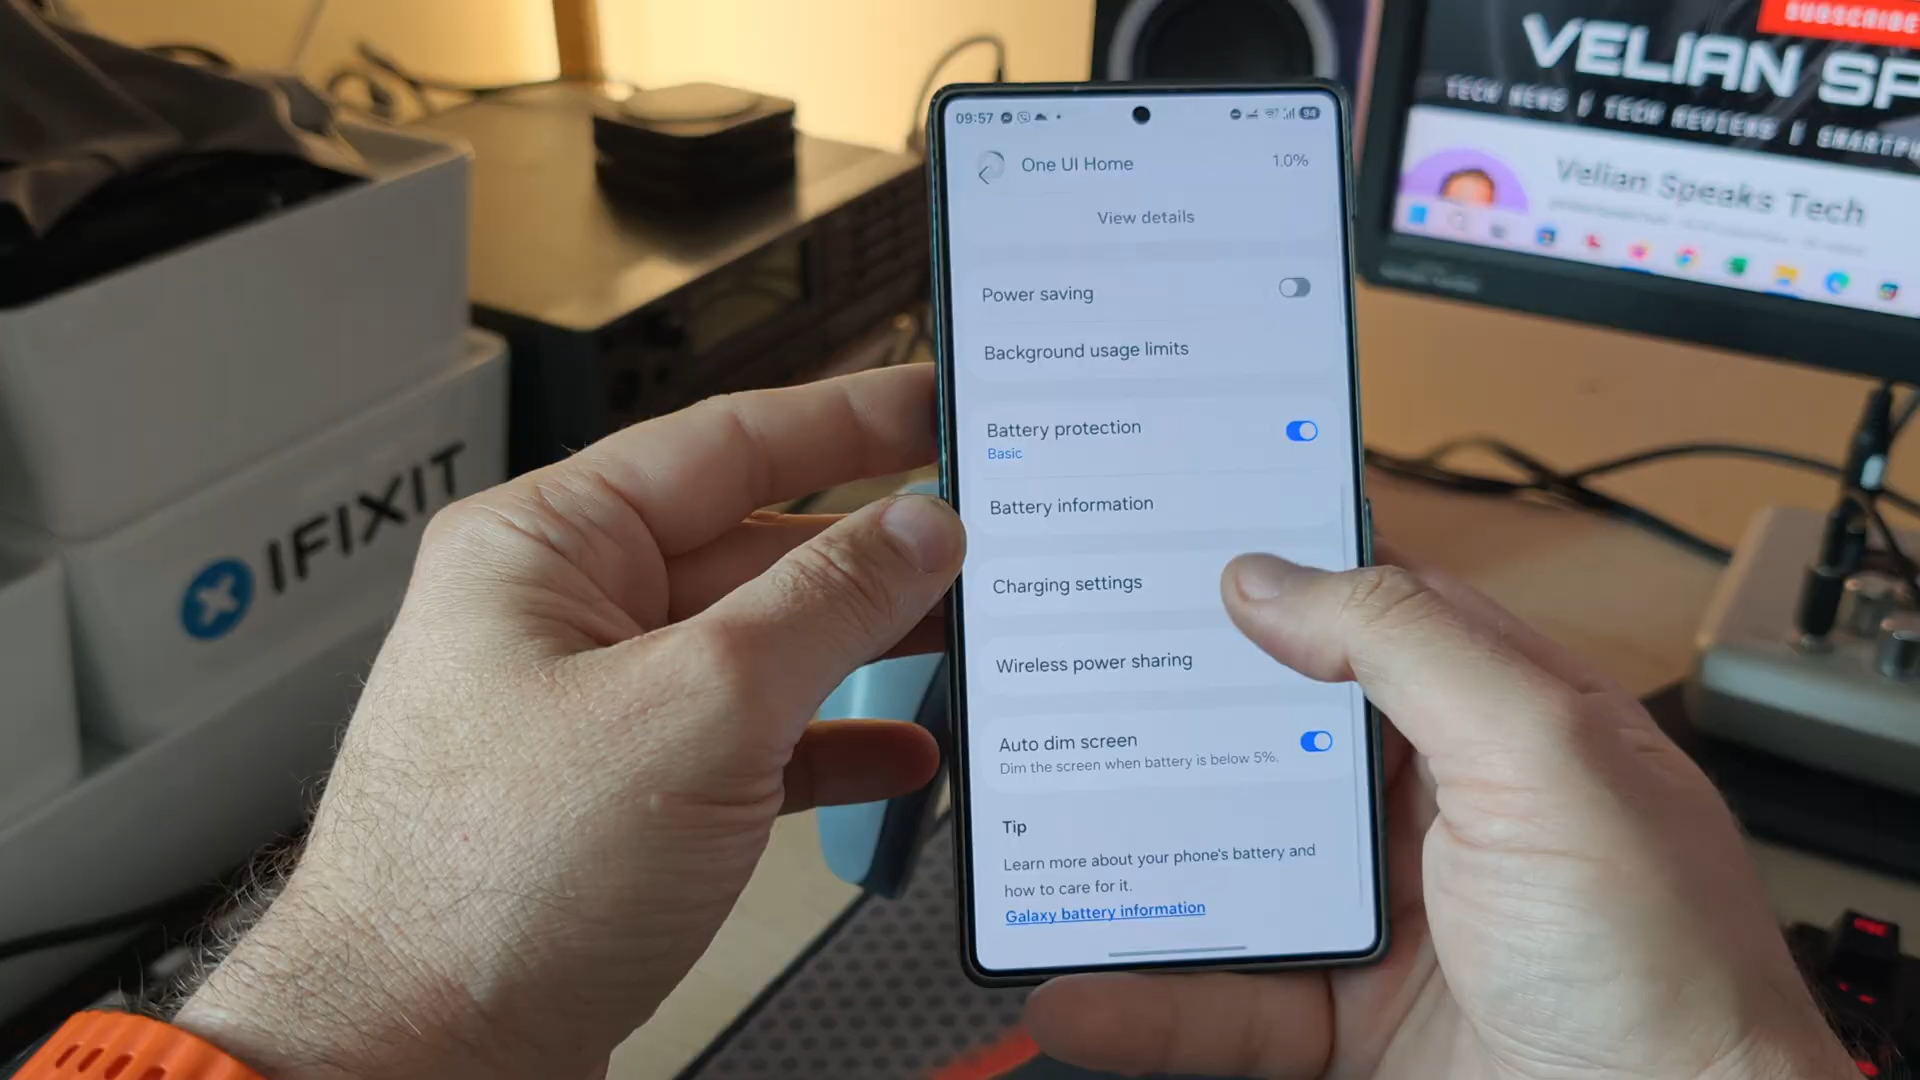 SUBSCRIBE
VELIAN SP
TECH NEWS | TECH REVIEWS | SMARTPH
Velian Speaks Tech
IFIXIT
09:57
94
One UI Home
1.0%
View details
Power saving
Background usage limits
Battery protection
Basic
Battery information
Charging settings
Wireless power sharing
Auto dim screen
Dim the screen when battery is below 5%.
Tip
Learn more about your phone's battery and
how to care for it.
Galaxy battery information